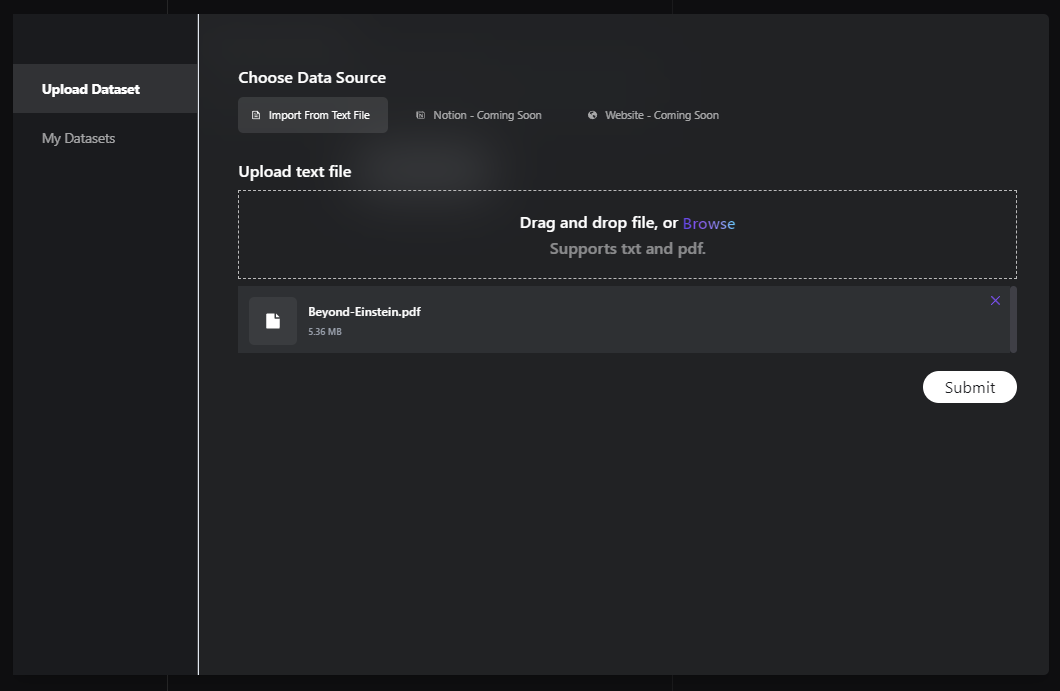 Upload Dataset
My Datasets
Choose Data Source
Import From Text File
Notion - Coming Soon
Website - Coming Soon
Upload text file
Drag and drop file, or Browse
Supports txt and pdf.
Beyond-Einstein.pdf
5.36 MB
Submit